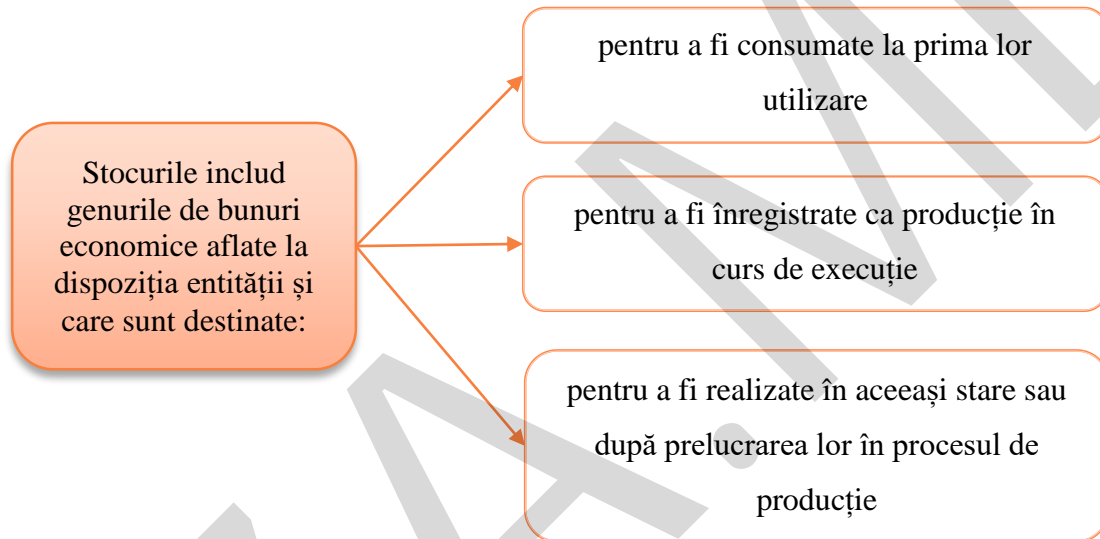 Stocurile includ
genurile de bunuri
economice aflate la
dispoziția entității și
care sunt destinate:
pentru a fi consumate la prima lor
utilizare
pentru a fi înregistrate ca producție în
curs de execuție
pentru a fi realizate în aceeași stare sau
după prelucrarea lor în procesul de
producție